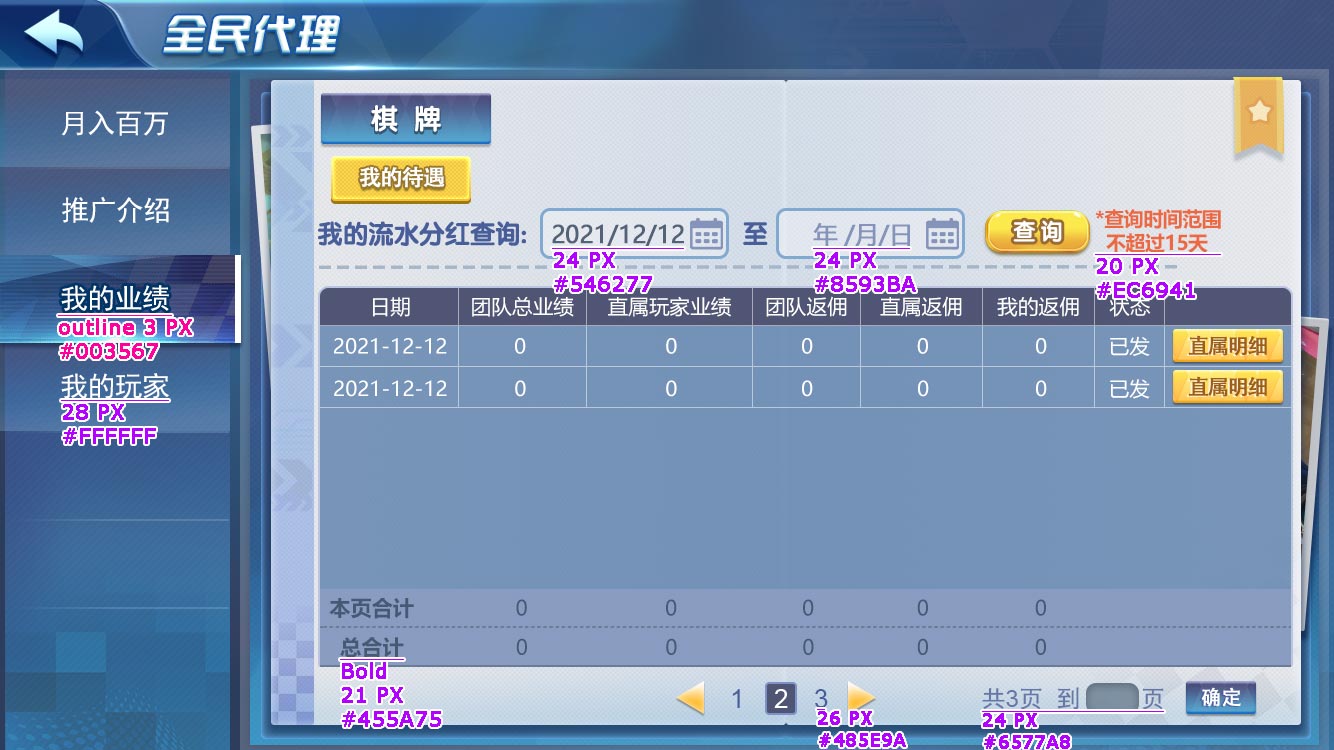 全民代理
月入百万
推广介绍
我的业绩
outline 3 PX
#003567
我的玩家
28 PX
#FFFFFF
棋 牌
我的待遇
我的流水分红查询: 2021/12/12 至 年 /月/日 查询
*查询时间范围
不超过15天
24 PX
#546277
24 PX
#8593BA
20 PX
#EC6941
日期 团队总业绩 直属玩家业绩 团队返佣 直属返佣 我的返佣 状态
2021-12-12 0 0 0 0 0 已发 直属明细
2021-12-12 0 0 0 0 0 已发 直属明细
本页合计 0 0 0 0 0
总合计 0 0 0 0 0
Bold
21 PX
#455A75
1 2 3 共3页 到 页 确定
26 PX
#485E9A
24 PX
#6577A8